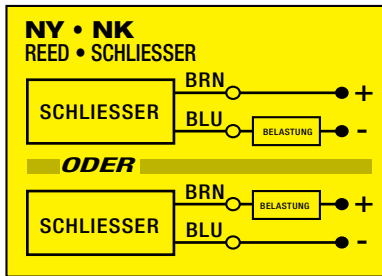 NY • NK
REED • SCHLIESSER
BRN
SCHLIESSER
+
BLU
BELASTUNG
-
ODER
BRN
BELASTUNG
+
SCHLIESSER
BLU
-